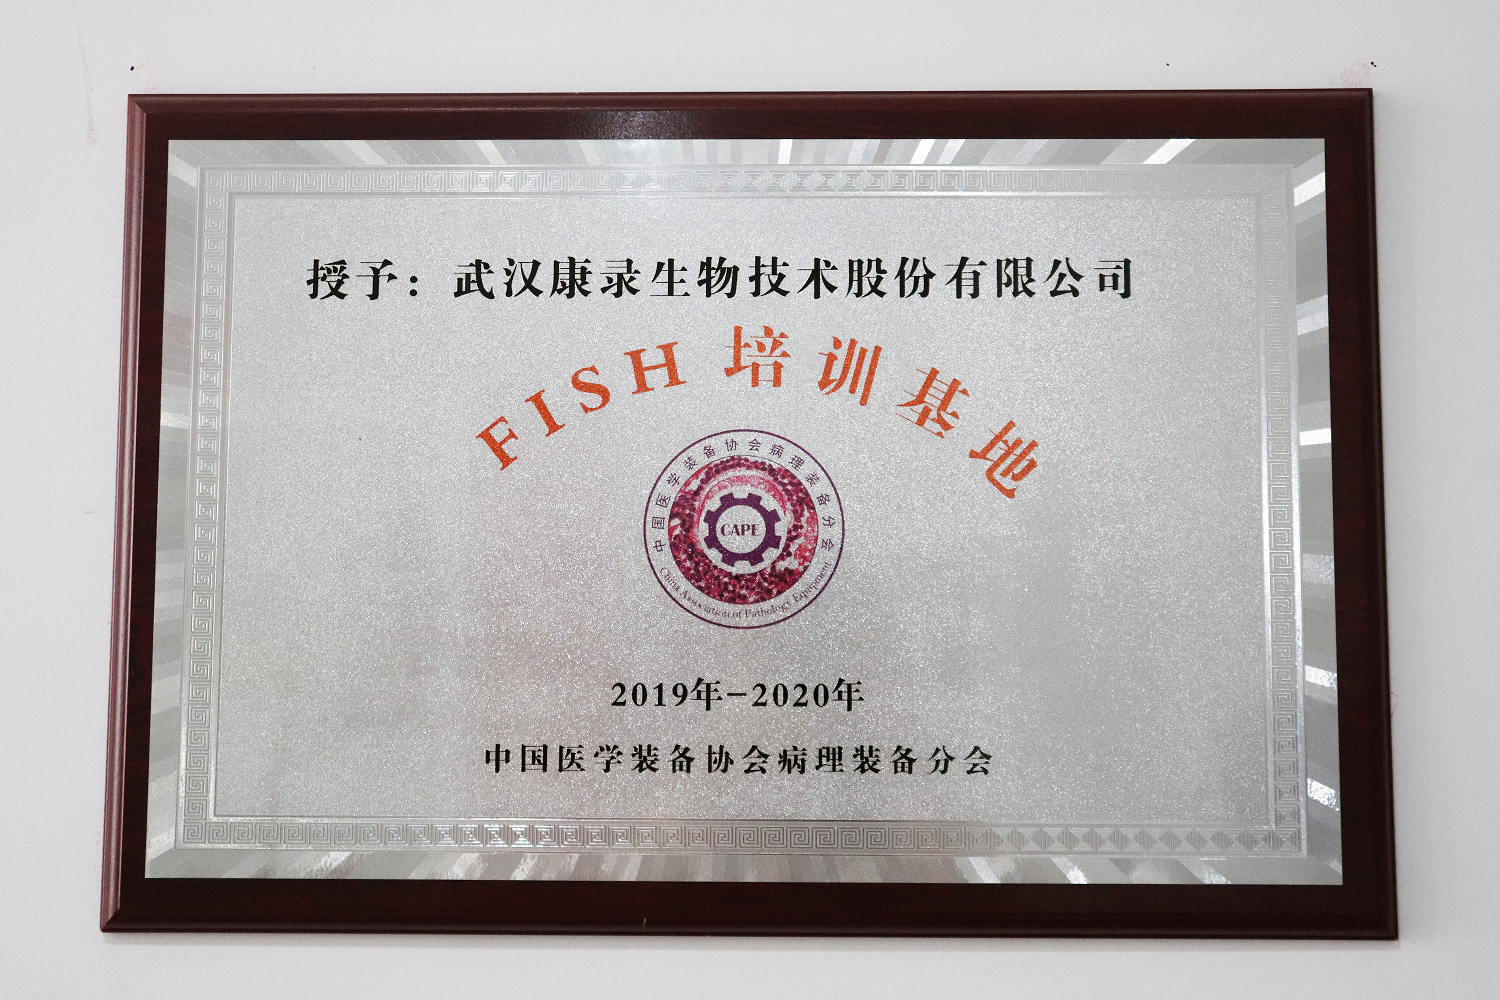 授予：武汉康录生物技术股份有限公司
FISH 培训基地
中国医学装备协会病理装备分会
CAPE
China Association of Pathology Equipment
2019年-2020年
中国医学装备协会病理装备分会